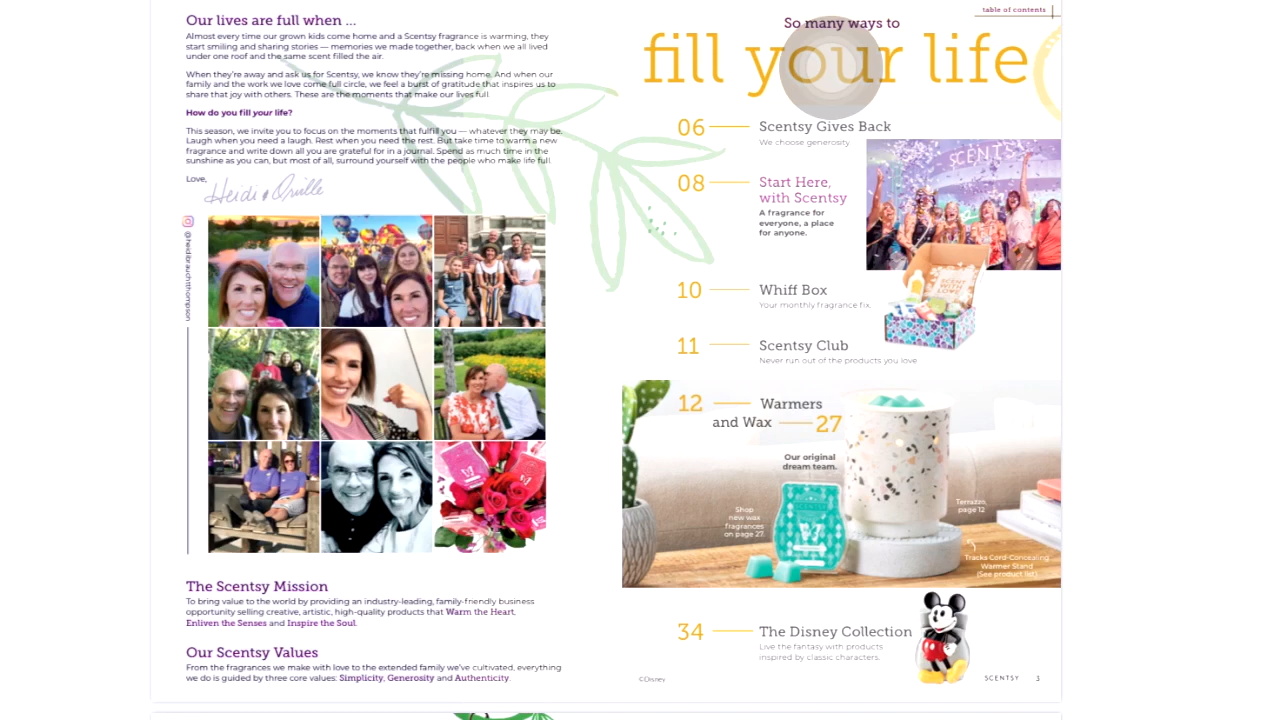 Our lives are full when ...
Almost every time our grown kids come home and a Scentsy fragrance is warming, they
start smiling and sharing stories — memories we made together, back when we all lived
under one roof and the same scent filled the air.
When they're away and ask us for Scentsy, we know they're missing home. And when our
family and the work we love come full circle, we feel a burst of gratitude that inspires us to
share that joy with others. These are the moments that make our lives full.
How do you fill your life?
This season, we invite you to focus on the moments that fulfill you — whatever they may be.
Laugh when you need a laugh. Rest when you need the rest. But take time to warm a new
fragrance and write down all you are grateful for in a journal. Spend as much time in the
sunshine as you can, but most of all, surround yourself with the people who make life full.
Love,
Heidi & Orville
@heidibrauchtthompson
The Scentsy Mission
To bring value to the world by providing an industry-leading, family-friendly business
opportunity selling creative, artistic, high-quality products that Warm the Heart,
Enliven the Senses and Inspire the Soul.
Our Scentsy Values
From the fragrances we make with love to the extended family we've cultivated, everything
we do is guided by three core values: Simplicity, Generosity and Authenticity.
table of contents
So many ways to
fill your life
06 Scentsy Gives Back
We choose generosity.
SCENTS
08 Start Here,
with Scentsy
A fragrance for
everyone, a place
for anyone.
10 Whiff Box
Your monthly fragrance fix.
11 Scentsy Club
Never run out of the products you love.
12 Warmers
and Wax 27
Our original
dream team.
Shop
new wax
fragrances
on page 27.
SCENTSY
Terrazzo,
page 12
Tracks Cord-Concealing
Warmer Stand
(See product list)
34 The Disney Collection
Live the fantasy with products
inspired by classic characters.
©Disney
SCENTSY 3